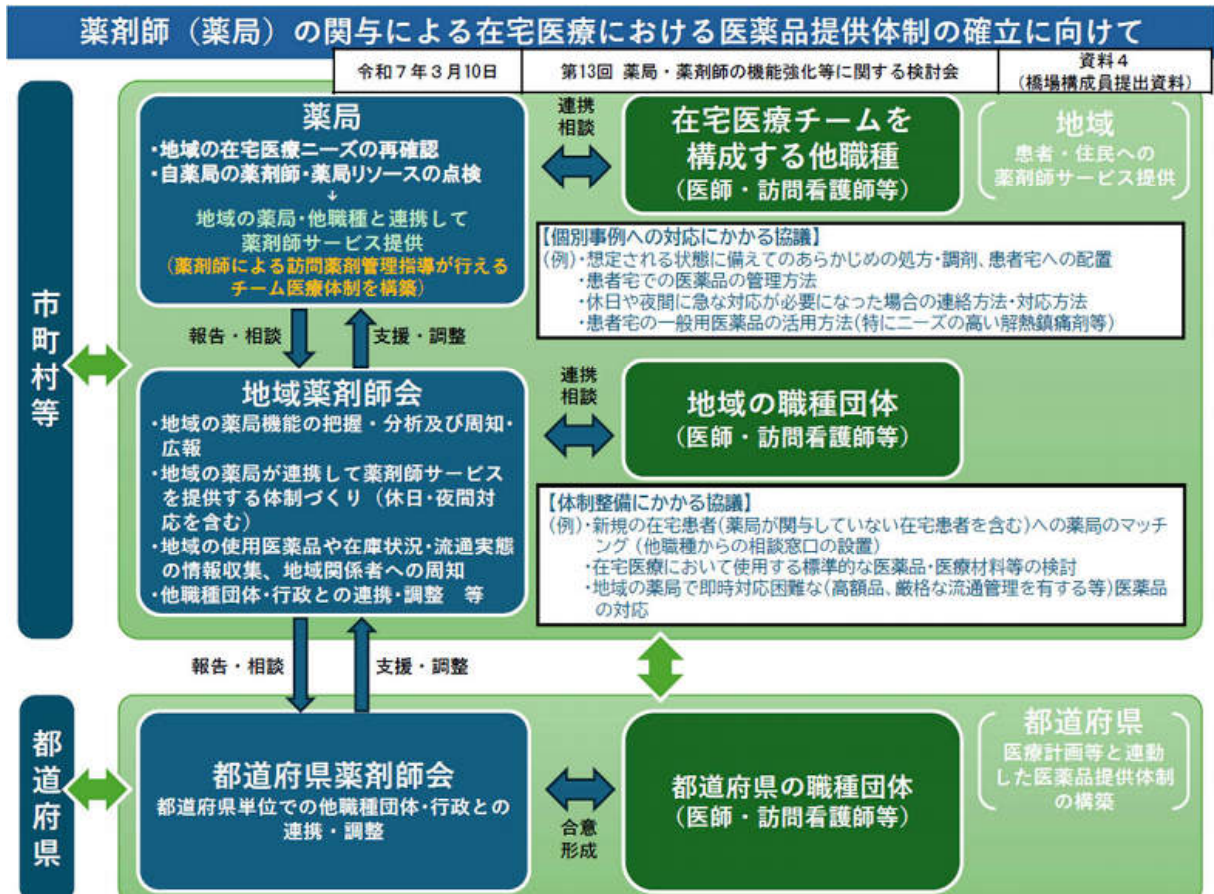 薬剤師（薬局）の関与による在宅医療における医薬品提供体制の確立に向けて
令和７年３月10日
第13回 薬局・薬剤師の機能強化等に関する検討会
資料４
（橋場構成員提出資料）
市町村等
薬局
・地域の在宅医療ニーズの再確認
・自薬局の薬剤師・薬局リソースの点検
↓
地域の薬局・他職種と連携して
薬剤師サービス提供
（薬剤師による訪問薬剤管理指導が行える
チーム医療体制を構築）
連携
相談
在宅医療チームを
構成する他職種
（医師・訪問看護師等）
地域
患者・住民への
薬剤師サービス提供
【個別事例への対応にかかる協議】
（例）・想定される状態に備えてのあらかじめの処方・調剤、患者宅への配置
・患者宅での医薬品の管理方法
・休日や夜間に急な対応が必要になった場合の連絡方法・対応方法
・患者宅の一般用医薬品の活用方法（特にニーズの高い解熱鎮痛剤等）
報告・相談
支援・調整
地域薬剤師会
・地域の薬局機能の把握・分析及び周知・
広報
・地域の薬局が連携して薬剤師サービス
を提供する体制づくり（休日・夜間対
応を含む）
・地域の使用医薬品や在庫状況・流通実態
の情報収集、地域関係者への周知
・他職種団体・行政との連携・調整　等
連携
相談
地域の職種団体
（医師・訪問看護師等）
【体制整備にかかる協議】
（例）・新規の在宅患者（薬局が関与していない在宅患者を含む）への薬局のマッチ
ング（他職種からの相談窓口の設置）
・在宅医療において使用する標準的な医薬品・医療材料等の検討
・地域の薬局で即時対応困難な（高額品、厳格な流通管理を有する等）医薬品
の対応
報告・相談
支援・調整
都道府県
都道府県薬剤師会
都道府県単位での他職種団体・行政との
連携・調整
合意
形成
都道府県の職種団体
（医師・訪問看護師等）
都道府県
医療計画等と連動
した医薬品提供体制
の構築